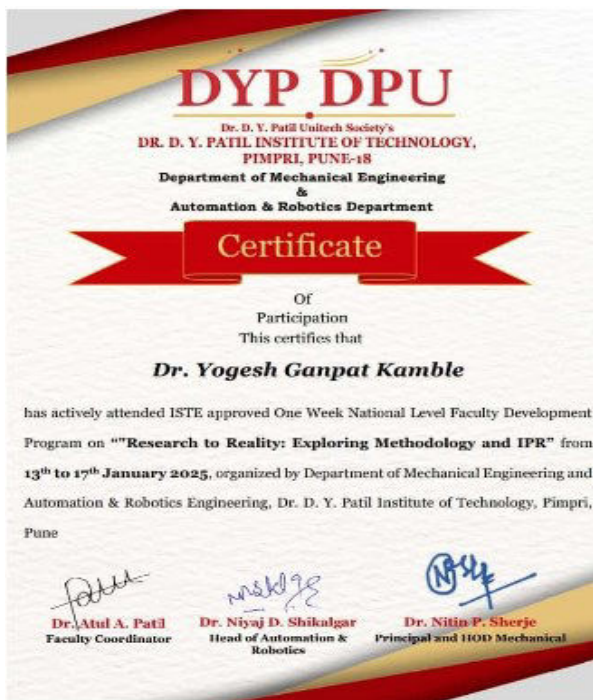 DYP DPU
Dr. D. Y. Patil Unitech Society's
DR. D. Y. PATIL INSTITUTE OF TECHNOLOGY,
PIMPRI, PUNE-18
Department of Mechanical Engineering
&
Automation & Robotics Department
Certificate
Of
Participation
This certifies that
Dr. Yogesh Ganpat Kamble
has actively attended ISTE approved One Week National Level Faculty Development
Program on “"Research to Reality: Exploring Methodology and IPR” from
13th to 17th January 2025, organized by Department of Mechanical Engineering and
Automation & Robotics Engineering, Dr. D. Y. Patil Institute of Technology, Pimpri,
Pune
Dr. Atul A. Patil Dr. Niyaj D. Shikalgar Dr. Nitin P. Sherje
Faculty Coordinator Head of Automation & Principal and HOD Mechanical
Robotics